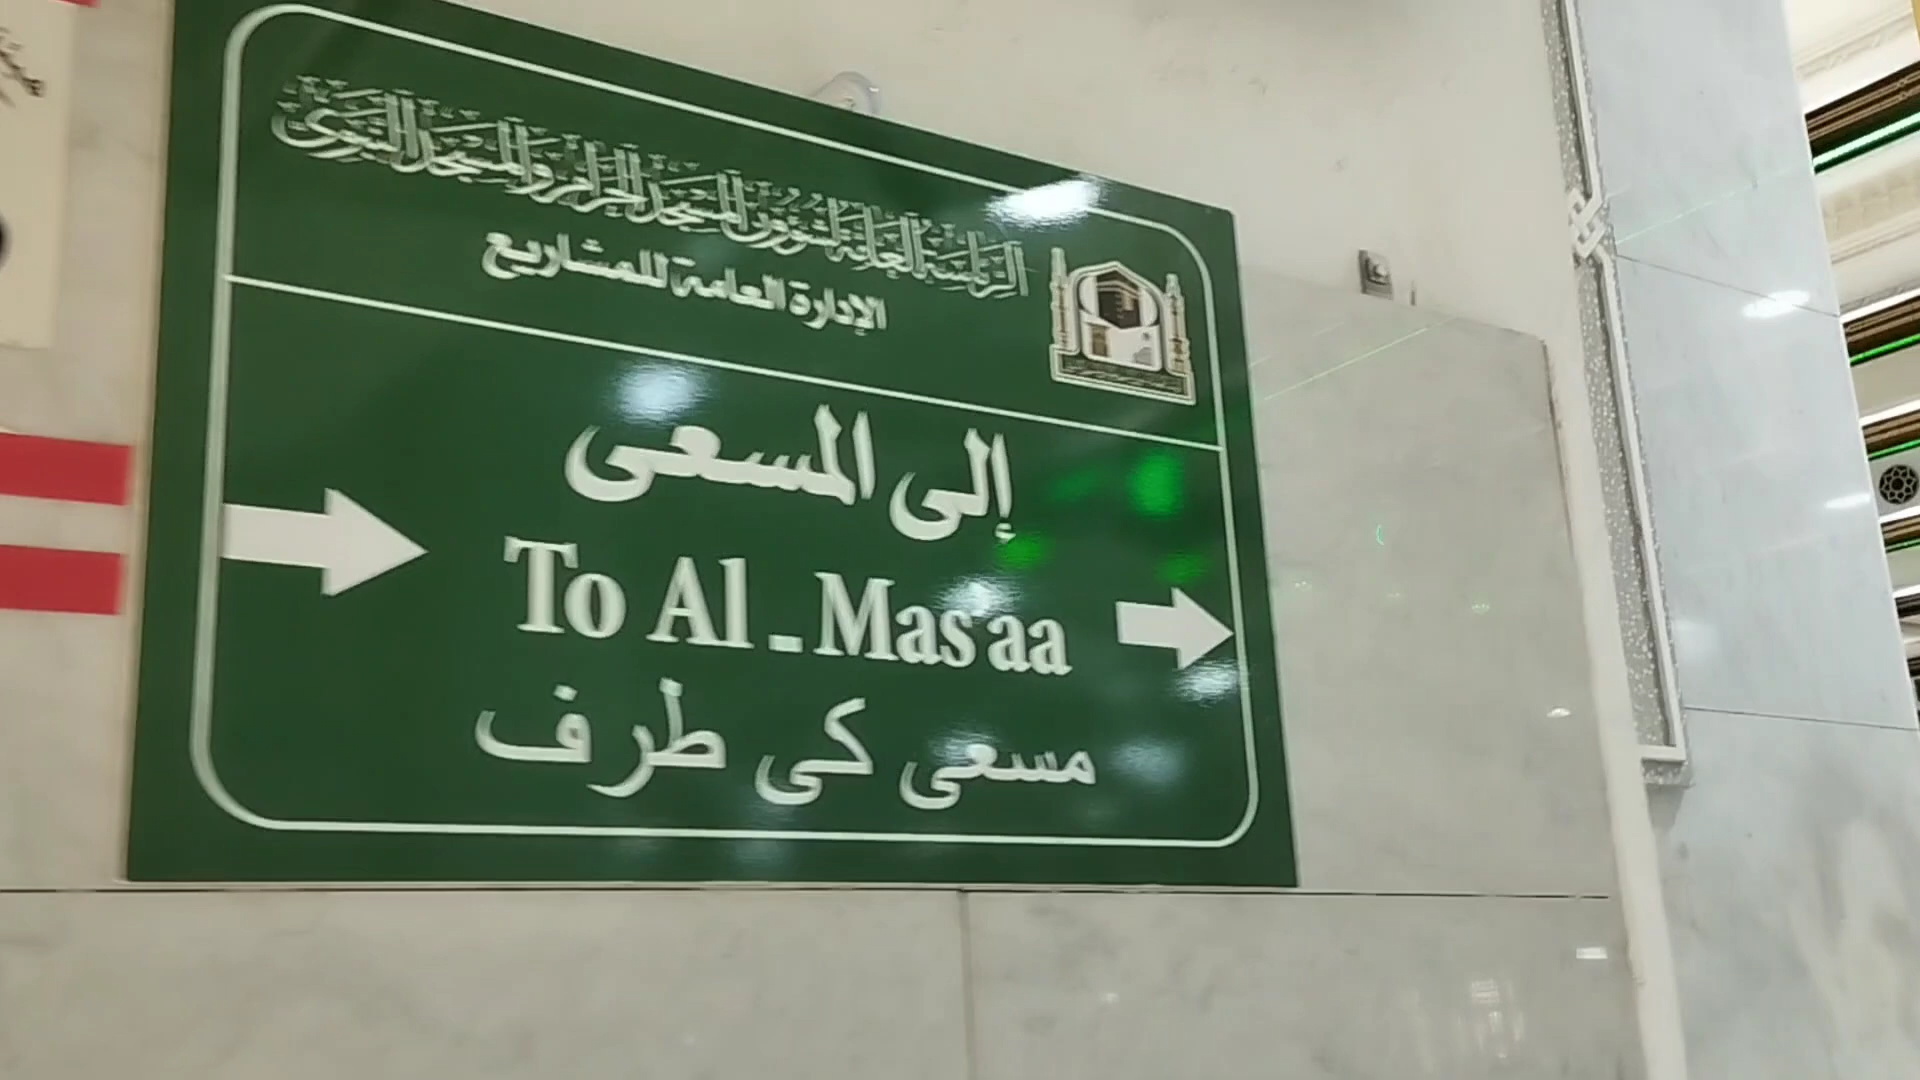 الرئاسة العامة لشؤون المسجد الحرام والمسجد النبوي
الإدارة العامة للمشاريع
إلى المسعى
To Al-Mas'aa
مسعی کی طرف